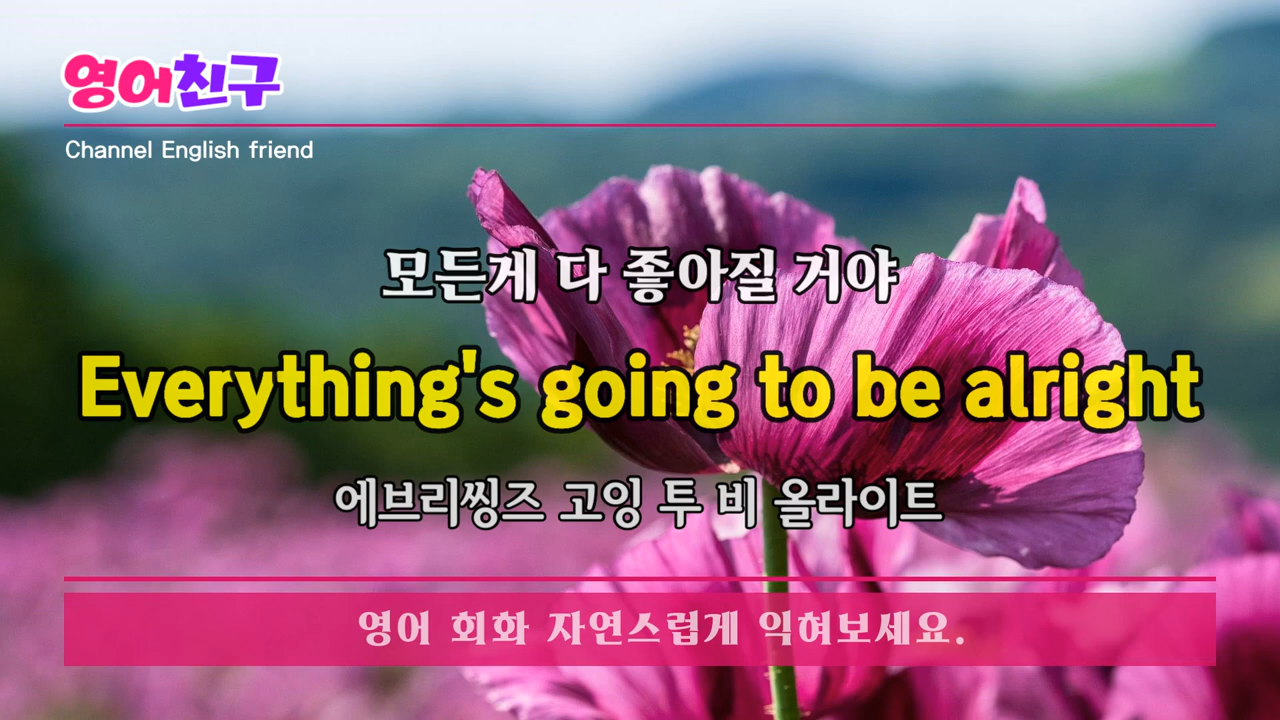 영어친구
Channel English friend
모든게 다 좋아질 거야
Everything's going to be alright
에브리씽즈 고잉 투 비 올라이트
영어 회화 자연스럽게 익혀보세요.